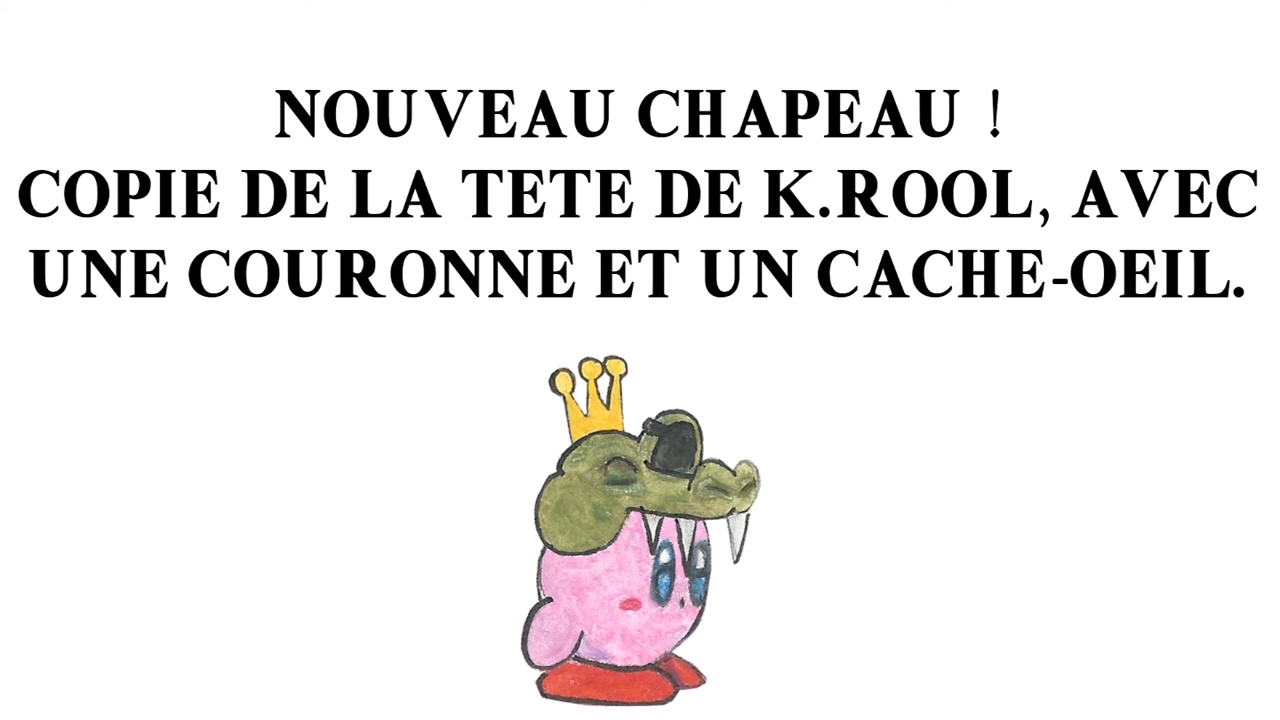 NOUVEAU CHAPEAU !
COPIE DE LA TETE DE K.ROOL, AVEC
UNE COURONNE ET UN CACHE-OEIL.